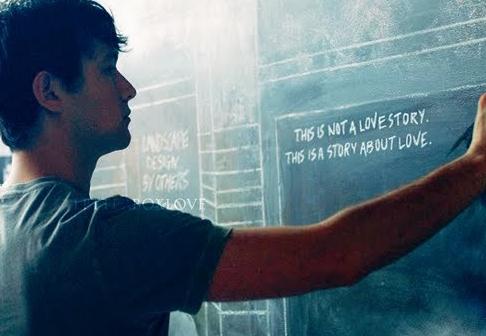 LANDSCAPE
DESIGN
BY OTHERS
THIS IS NOT A LOVE STORY.
THIS IS A STORY ABOUT LOVE.